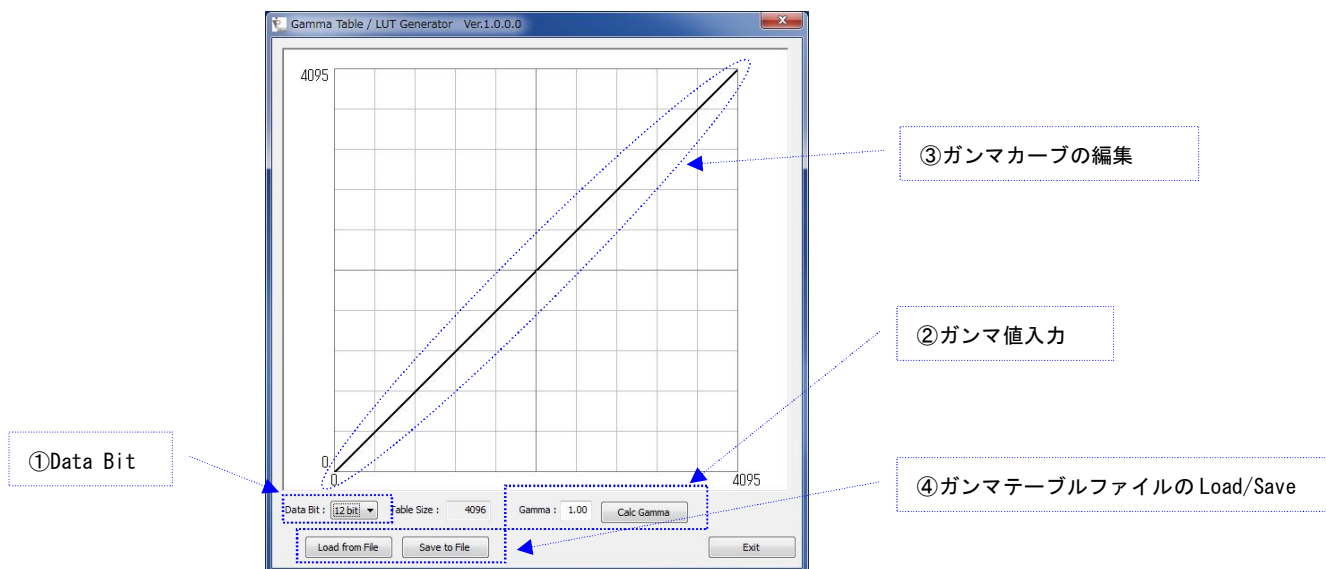 Gamma Table / LUT Generator Ver.1.0.0.0
4095
③ガンマカーブの編集
②ガンマ値入力
①Data Bit
0
0
4095
④ガンマテーブルファイルの Load/Save
Data Bit : 12 bit Table Size : 4096 Gamma : 1.00 Calc Gamma
Load from File Save to File Exit